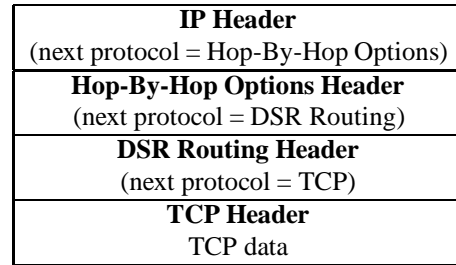 IP Header
(next protocol = Hop-By-Hop Options)
Hop-By-Hop Options Header
(next protocol = DSR Routing)
DSR Routing Header
(next protocol = TCP)
TCP Header
TCP data